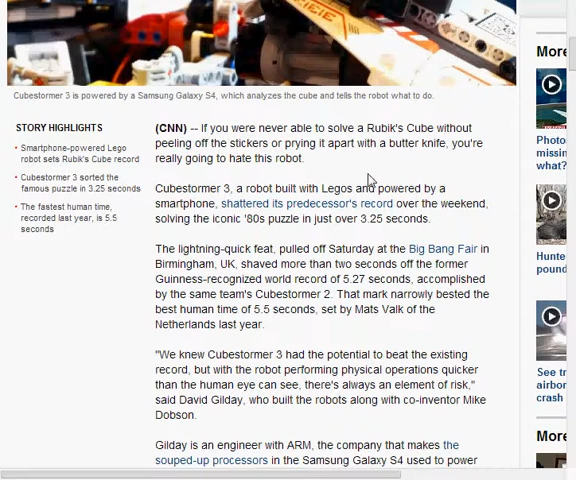 Cubestormer 3 is powered by a Samsung Galaxy S4, which analyzes the cube and tells the robot what to do.
STORY HIGHLIGHTS
Smartphone-powered Lego
robot sets Rubik's Cube record
Cubestormer 3 sorted the
famous puzzle in 3.25 seconds
The fastest human time,
recorded last year, is 5.5
seconds
(CNN) -- If you were never able to solve a Rubik's Cube without
peeling off the stickers or prying it apart with a butter knife, you're
really going to hate this robot.
Cubestormer 3, a robot built with Legos and powered by a
smartphone, shattered its predecessor's record over the weekend,
solving the iconic '80s puzzle in just over 3.25 seconds.
The lightning-quick feat, pulled off Saturday at the Big Bang Fair in
Birmingham, UK, shaved more than two seconds off the former
Guinness-recognized world record of 5.27 seconds, accomplished
by the same team's Cubestormer 2. That mark narrowly bested the
best human time of 5.5 seconds, set by Mats Valk of the
Netherlands last year.
"We knew Cubestormer 3 had the potential to beat the existing
record, but with the robot performing physical operations quicker
than the human eye can see, there's always an element of risk,"
said David Gilday, who built the robots along with co-inventor Mike
Dobson.
Gilday is an engineer with ARM, the company that makes the
souped-up processors in the Samsung Galaxy S4 used to power
More
Photo
missin
what?
Hunte
pound
See tr
airbor
crash
More